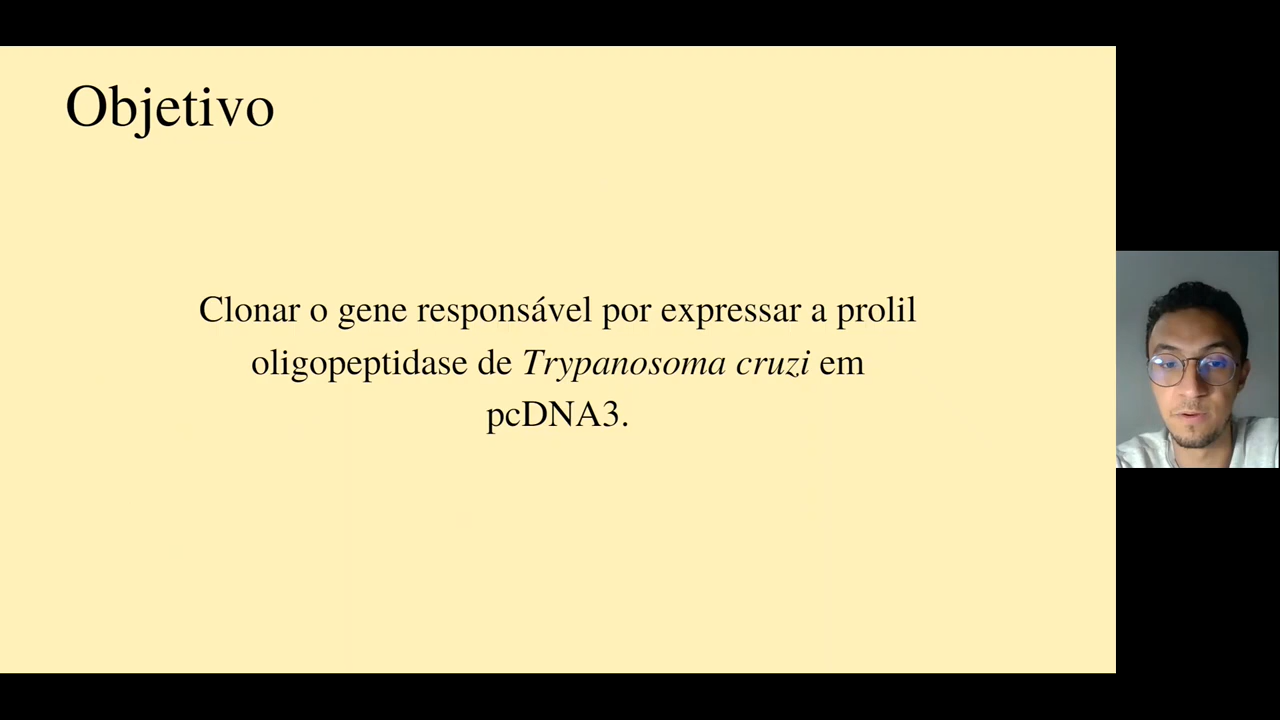 Objetivo
Clonar o gene responsável por expressar a prolil
oligopeptidase de Trypanosoma cruzi em
pcDNA3.